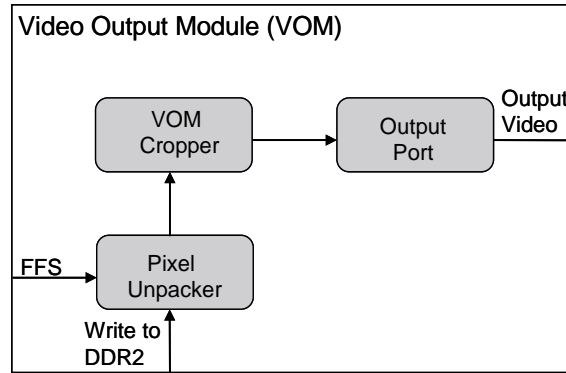 Video Output Module (VOM)
VOM
Cropper
Output
Port
Output
Video
FFS
Pixel
Unpacker
Write to
DDR2